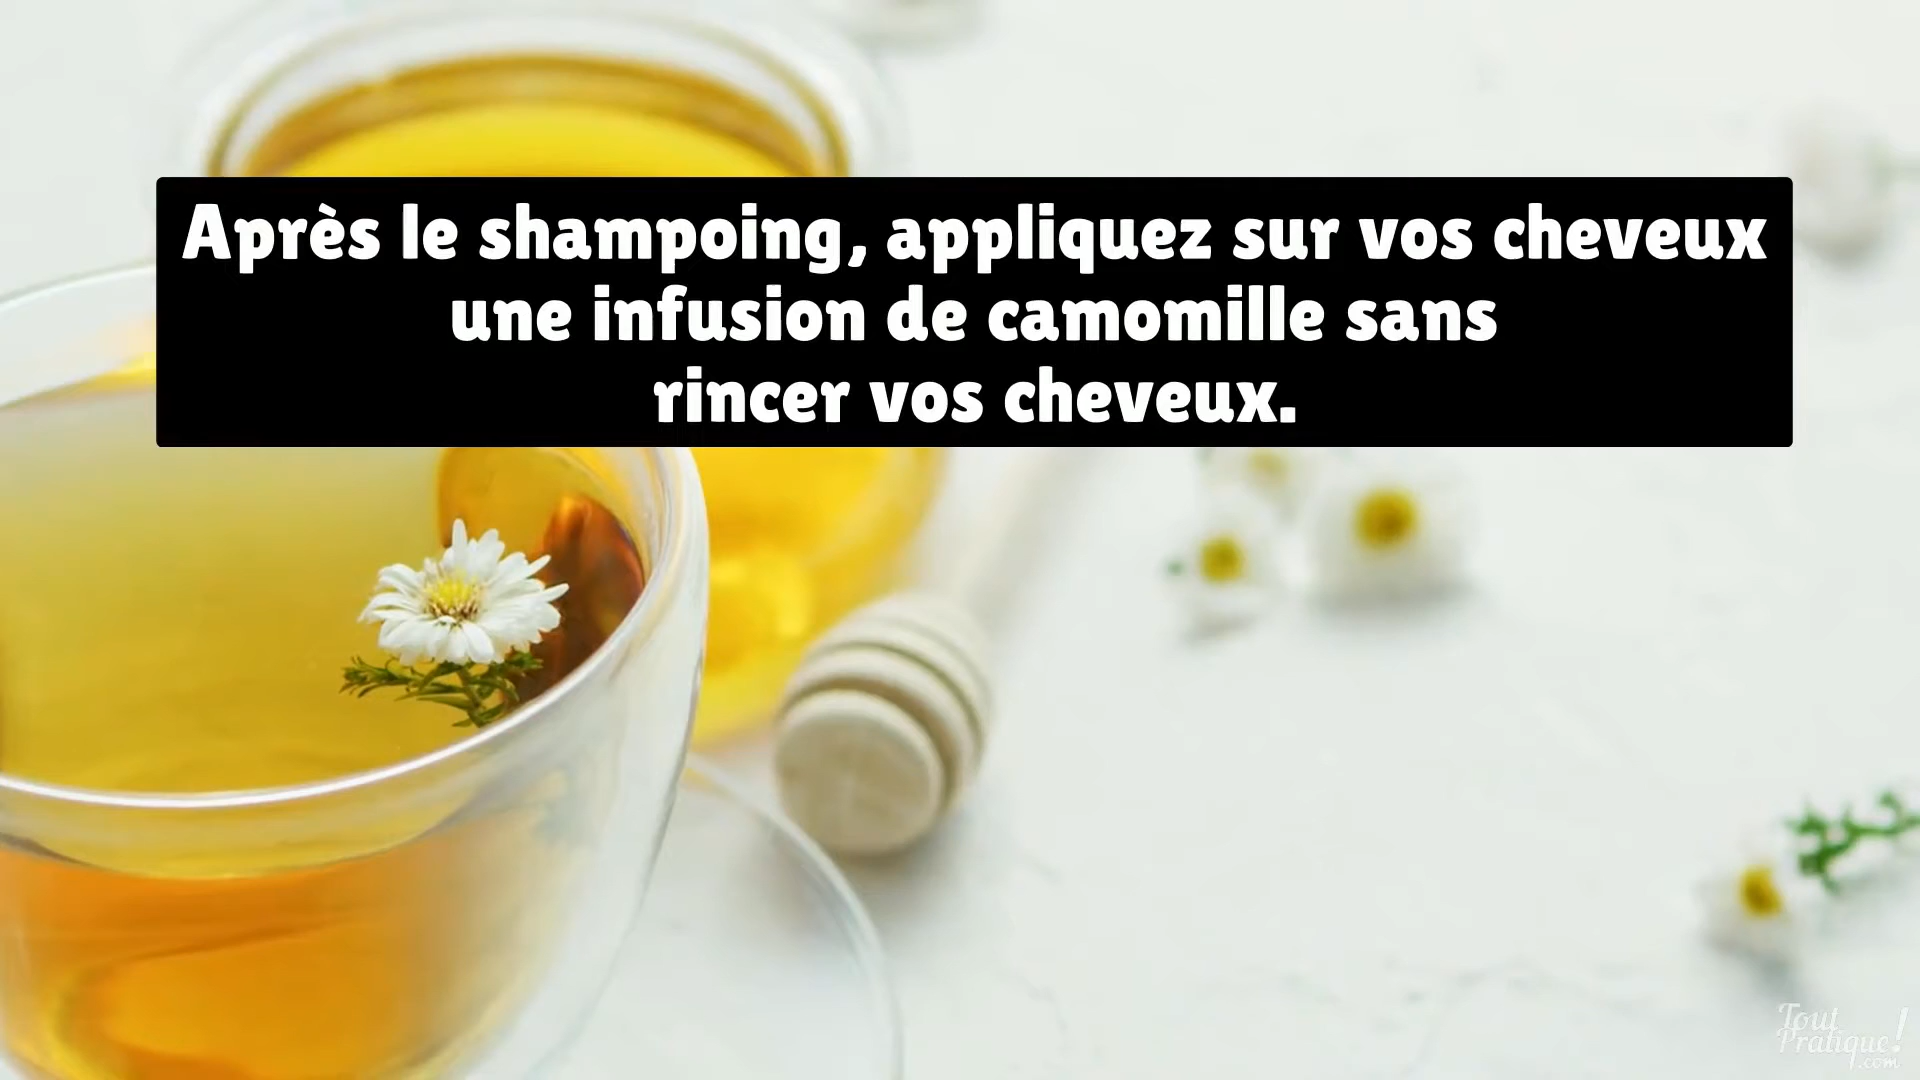 Après le shampoing, appliquez sur vos cheveux
une infusion de camomille sans
rincer vos cheveux.
Tout
Pratique!
.com